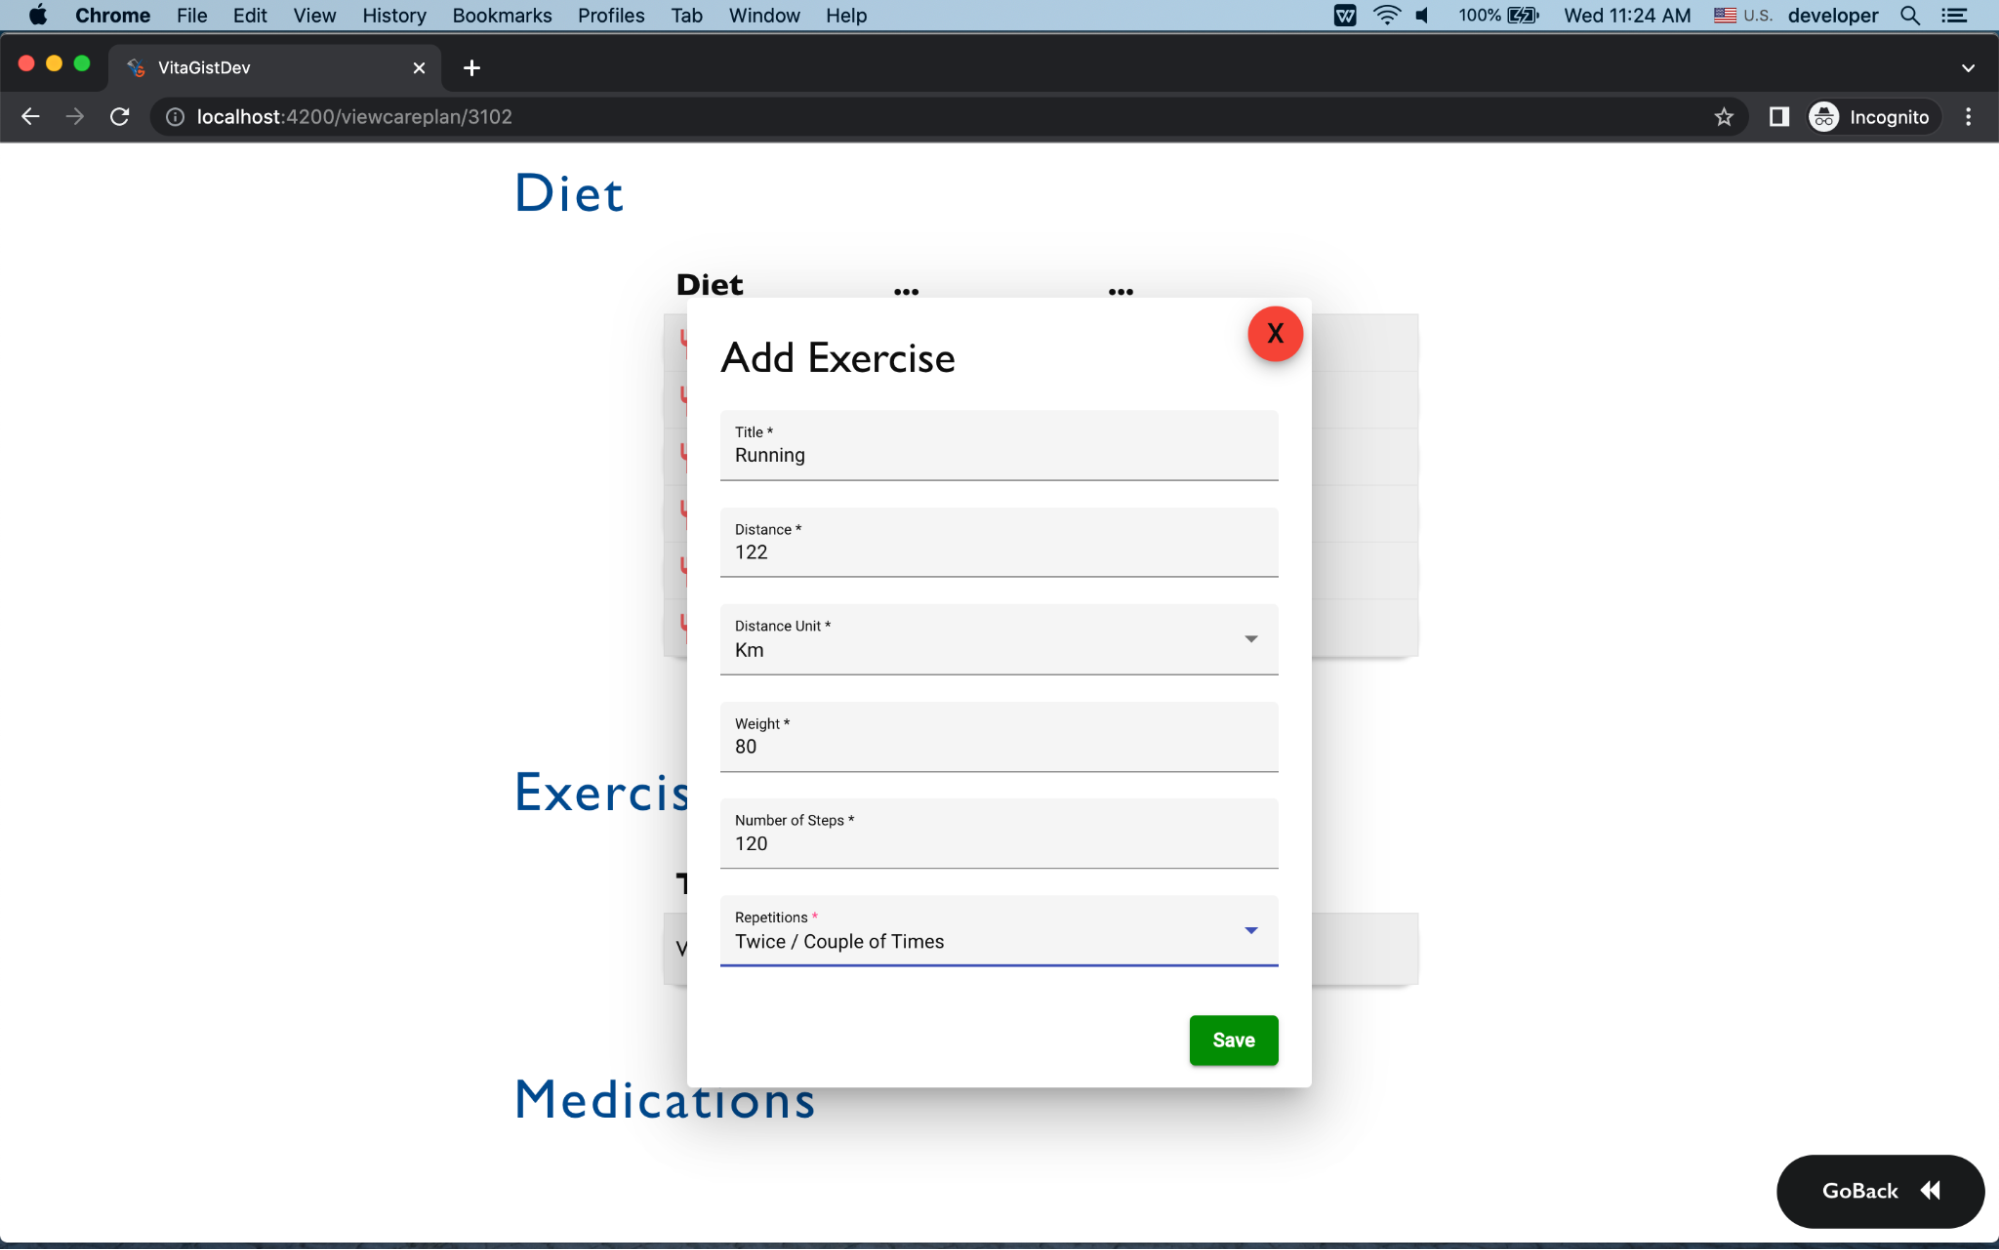 Chrome File Edit View History Bookmarks Profiles Tab Window Help 100% Wed 11:24 AM U.S. developer
VitaGistDev
localhost:4200/viewcareplan/3102 Incognito
Diet
Diet ... ...
X
Add Exercise
Title *
Running
Distance *
122
Distance Unit *
Km
Weight *
80
Exercis
Number of Steps *
120
Repetitions *
Twice / Couple of Times
Save
Medications
GoBack